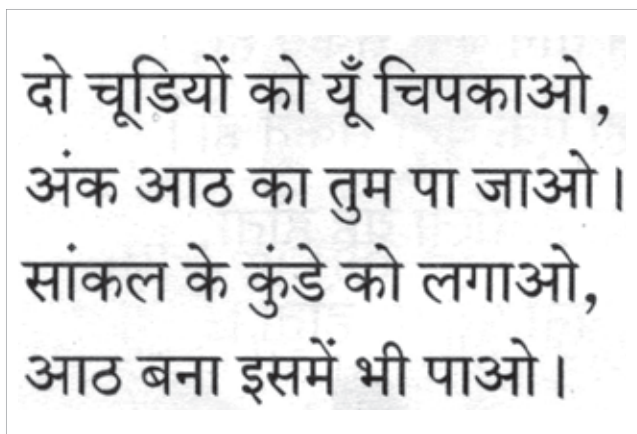 दो चूड़ियों को यूँ चिपकाओ,
अंक आठ का तुम पा जाओ।
सांकल के कुंडे को लगाओ,
आठ बना इसमें भी पाओ।